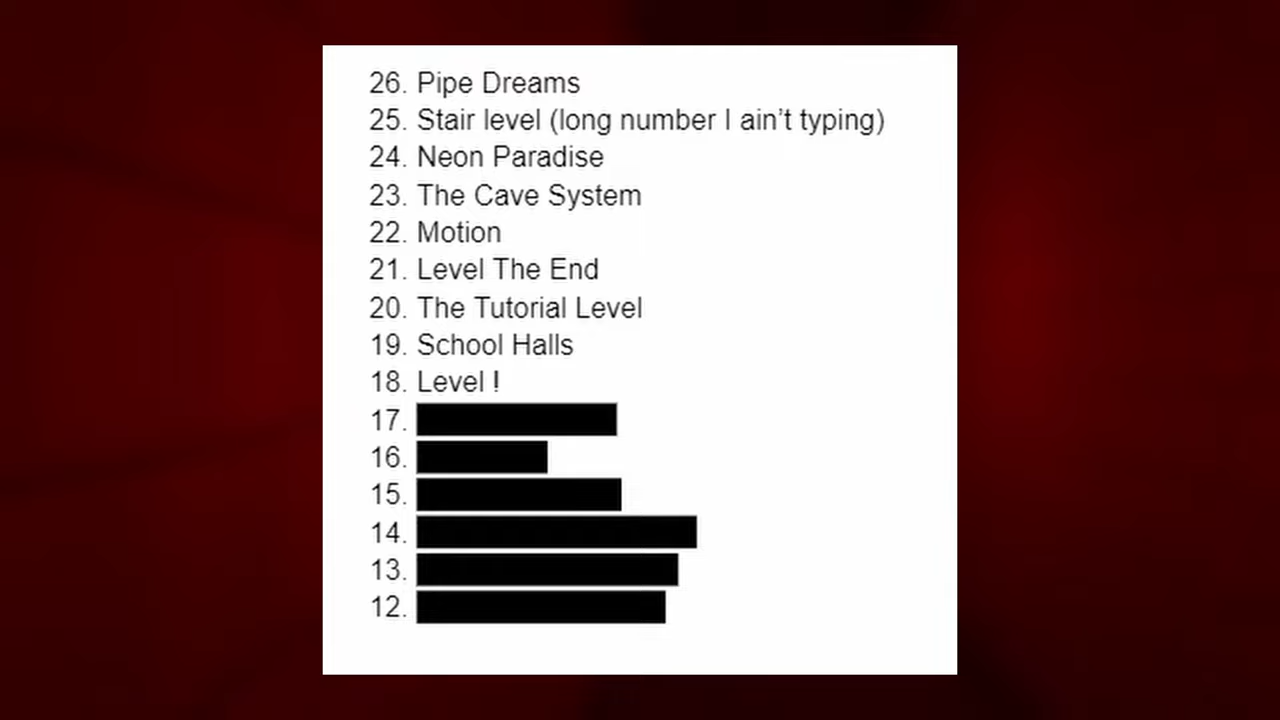 26. Pipe Dreams
25. Stair level (long number I ain't typing)
24. Neon Paradise
23. The Cave System
22. Motion
21. Level The End
20. The Tutorial Level
19. School Halls
18. Level !
17.
16.
15.
14.
13.
12.